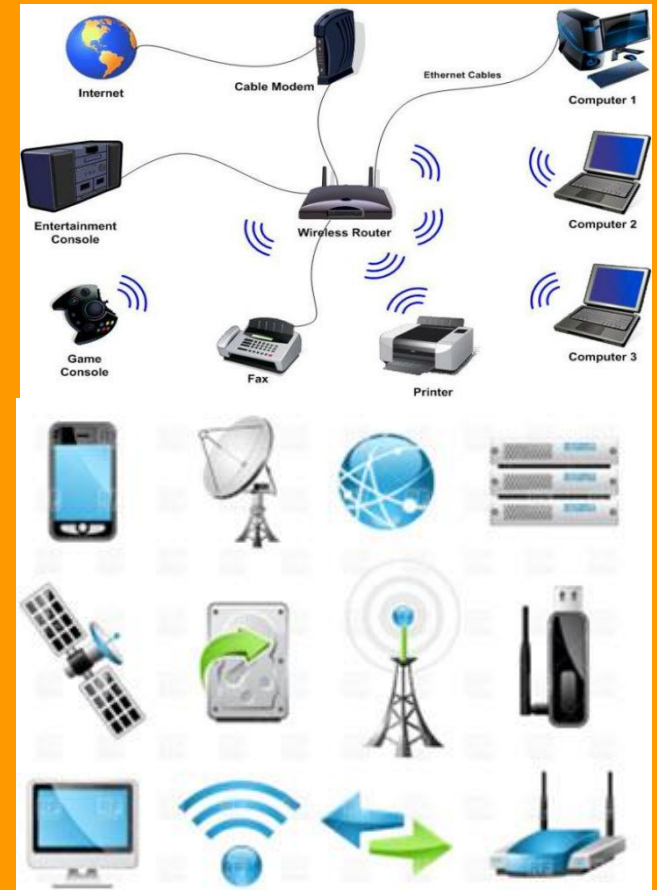 Internet
Cable Modem
Ethernet Cables
Computer 1
Entertainment
Console
Wireless Router
Computer 2
Game
Console
Fax
Printer
Computer 3